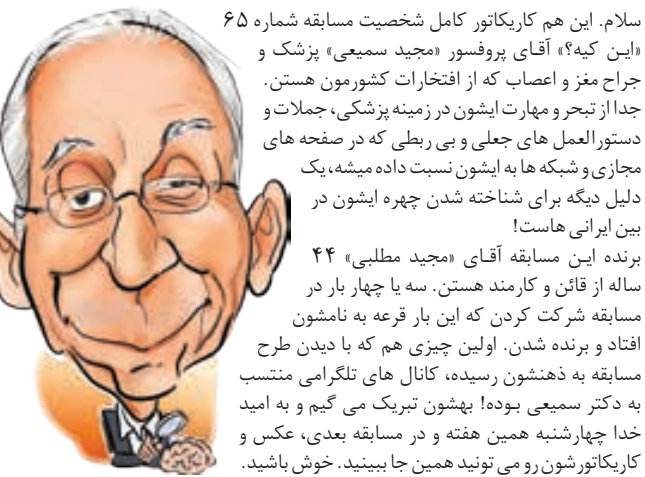 سلام. این هم کاریکاتور کامل شخصیت مسابقه شماره ۶۵
«ایـن کیه؟» آقـای پروفسور «مجید سمیعی» پزشک و
جراح مغز و اعصاب که از افتخارات کشورمون هستن.
جدا از تبحر و مهارت ایشون در زمینه پزشکی، جملات و
دستورالعمل های جعلی و بی ربطی که در صفحه های
مجازی و شبکه ها به ایشون نسبت داده میشه، یک
دلیل دیگه برای شناخته شدن چهره ایشون در
بین ایرانی هاست!
برنده ایـن مسابقه آقـای «مجید مطلبی» ۴۴
ساله از قائن و کارمند هستن. سه یا چهار بار در
مسابقه شرکت کردن که این بار قرعه به نامشون
افتاد و برنده شدن. اولین چیزی هم که با دیدن طرح
مسابقه به ذهنشون رسیده، کانال های تلگرامی منتسب
به دکتر سمیعی بـوده! بهشون تبریک می گیم و به امید
خدا چهارشنبه همین هفته و در مسابقه بعدی، عکس و
کاریکاتورشون رو می تونید همین جا ببینید. خوش باشید.